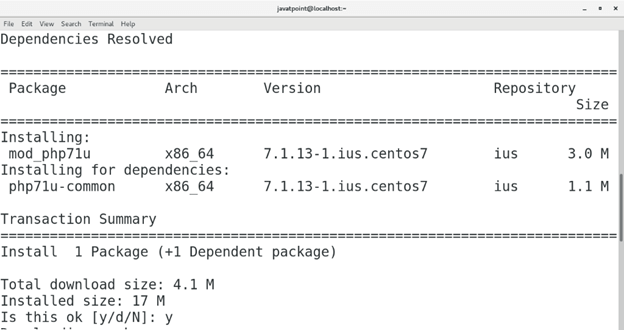 javatpoint@localhost:~
File Edit View Search Terminal Help
Dependencies Resolved
================================================================================
Package Arch Version Repository
Size
================================================================================
Installing:
mod_php71u x86_64 7.1.13-1.ius.centos7 ius 3.0 M
Installing for dependencies:
php71u-common x86_64 7.1.13-1.ius.centos7 ius 1.1 M
Transaction Summary
================================================================================
Install 1 Package (+1 Dependent package)
Total download size: 4.1 M
Installed size: 17 M
Is this ok [y/d/N]: y